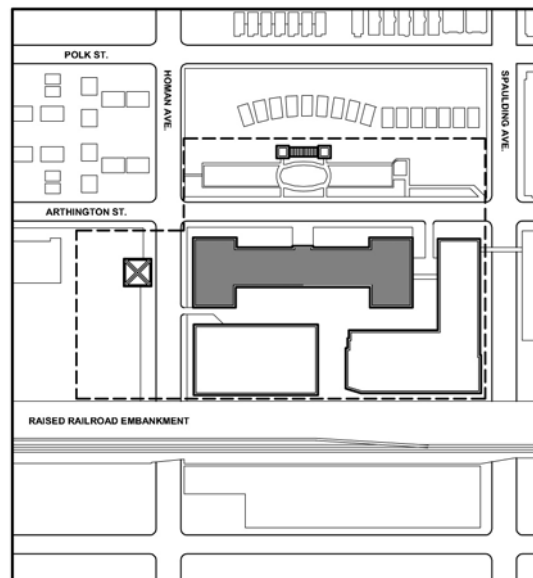 POLK ST.
HOMAN AVE.
SPAULDING AVE.
ARTHINGTON ST.
RAISED RAILROAD EMBANKMENT